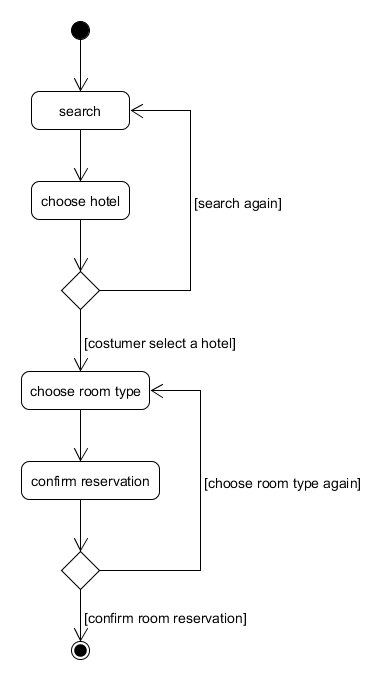 search
choose hotel
[search again]
[costumer select a hotel]
choose room type
confirm reservation
[choose room type again]
[confirm room reservation]